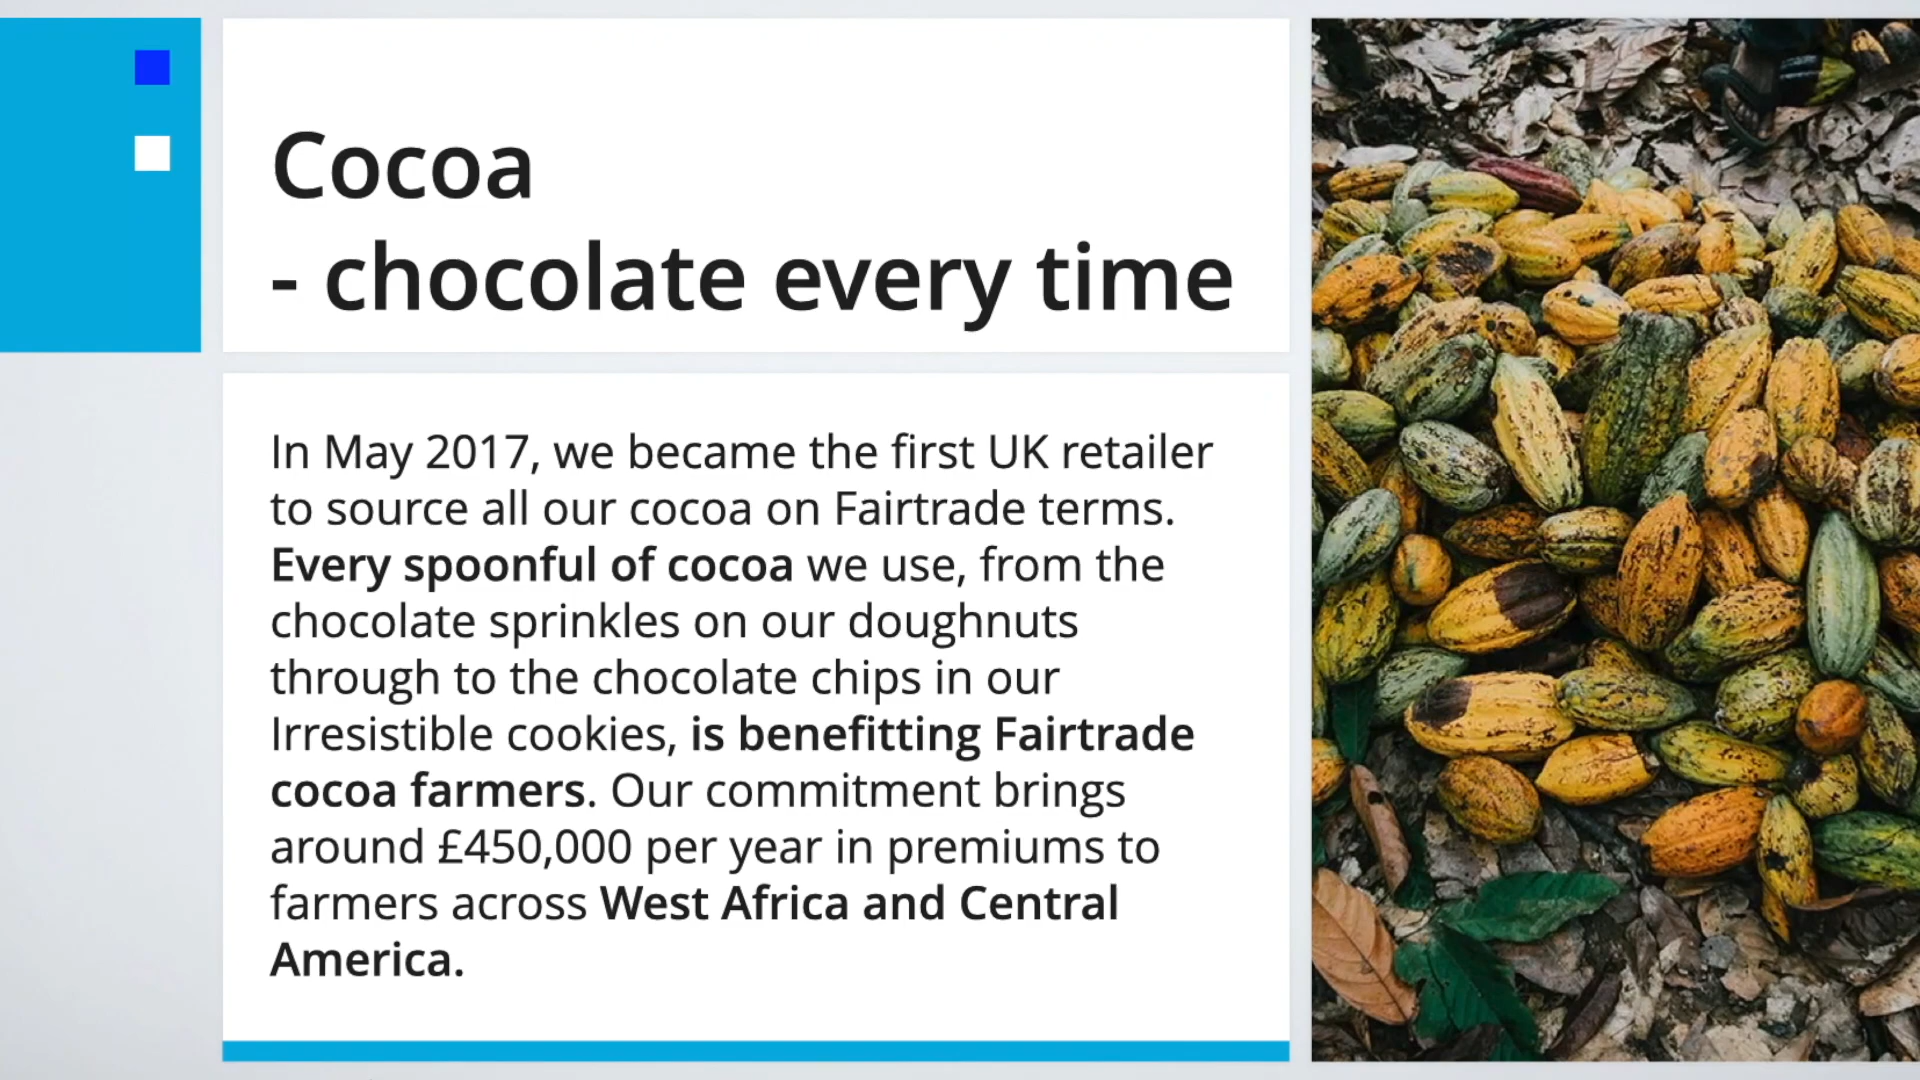 Cocoa
- chocolate every time
In May 2017, we became the first UK retailer
to source all our cocoa on Fairtrade terms.
Every spoonful of cocoa we use, from the
chocolate sprinkles on our doughnuts
through to the chocolate chips in our
Irresistible cookies, is benefitting Fairtrade
cocoa farmers. Our commitment brings
around £450,000 per year in premiums to
farmers across West Africa and Central
America.